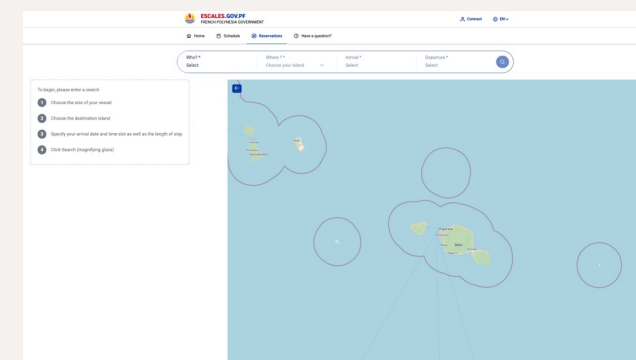 ESCALES.GOV.PF
FRENCH POLYNESIA GOVERNMENT
Connect
EN
Home
Schedule
Reservations
Have a question?
Who? *
Select
Where ? *
Choose your island
Arrival *
Select
Departure *
Select
To begin, please enter a search
1 Choose the size of your vessel
2 Choose the destination island
3 Specify your arrival date and time slot as well as the length of stay
4 Click Search (magnifying glass)
Papeete